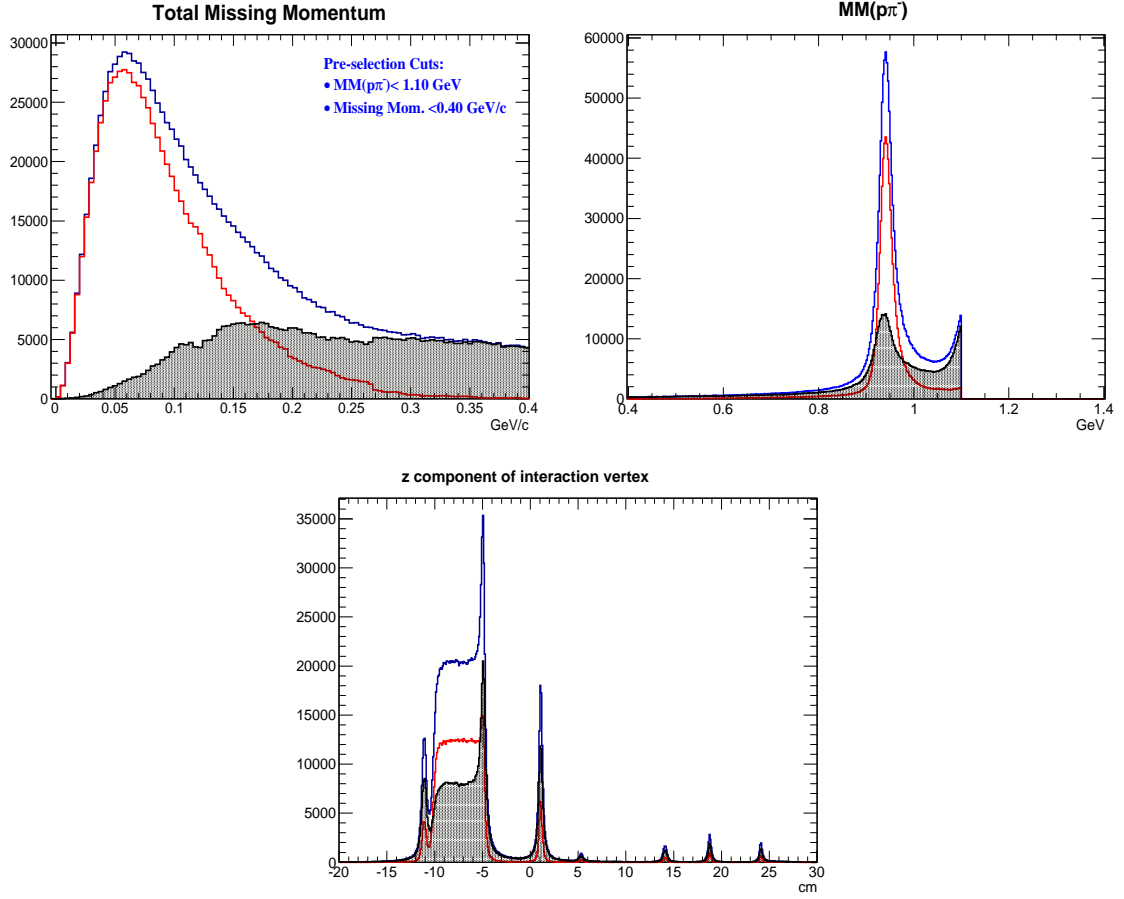 Total Missing Momentum
30000
25000
20000
15000
10000
5000
0
Pre-selection Cuts:
• MM(pπ⁻)< 1.10 GeV
• Missing Mom. <0.40 GeV/c
0 0.05 0.1 0.15 0.2 0.25 0.3 0.35 0.4
GeV/c
MM(pπ⁻)
60000
50000
40000
30000
20000
10000
0
0.4 0.6 0.8 1 1.2 1.4
GeV
z component of interaction vertex
35000
30000
25000
20000
15000
10000
5000
0
-20 -15 -10 -5 0 5 10 15 20 25 30
cm